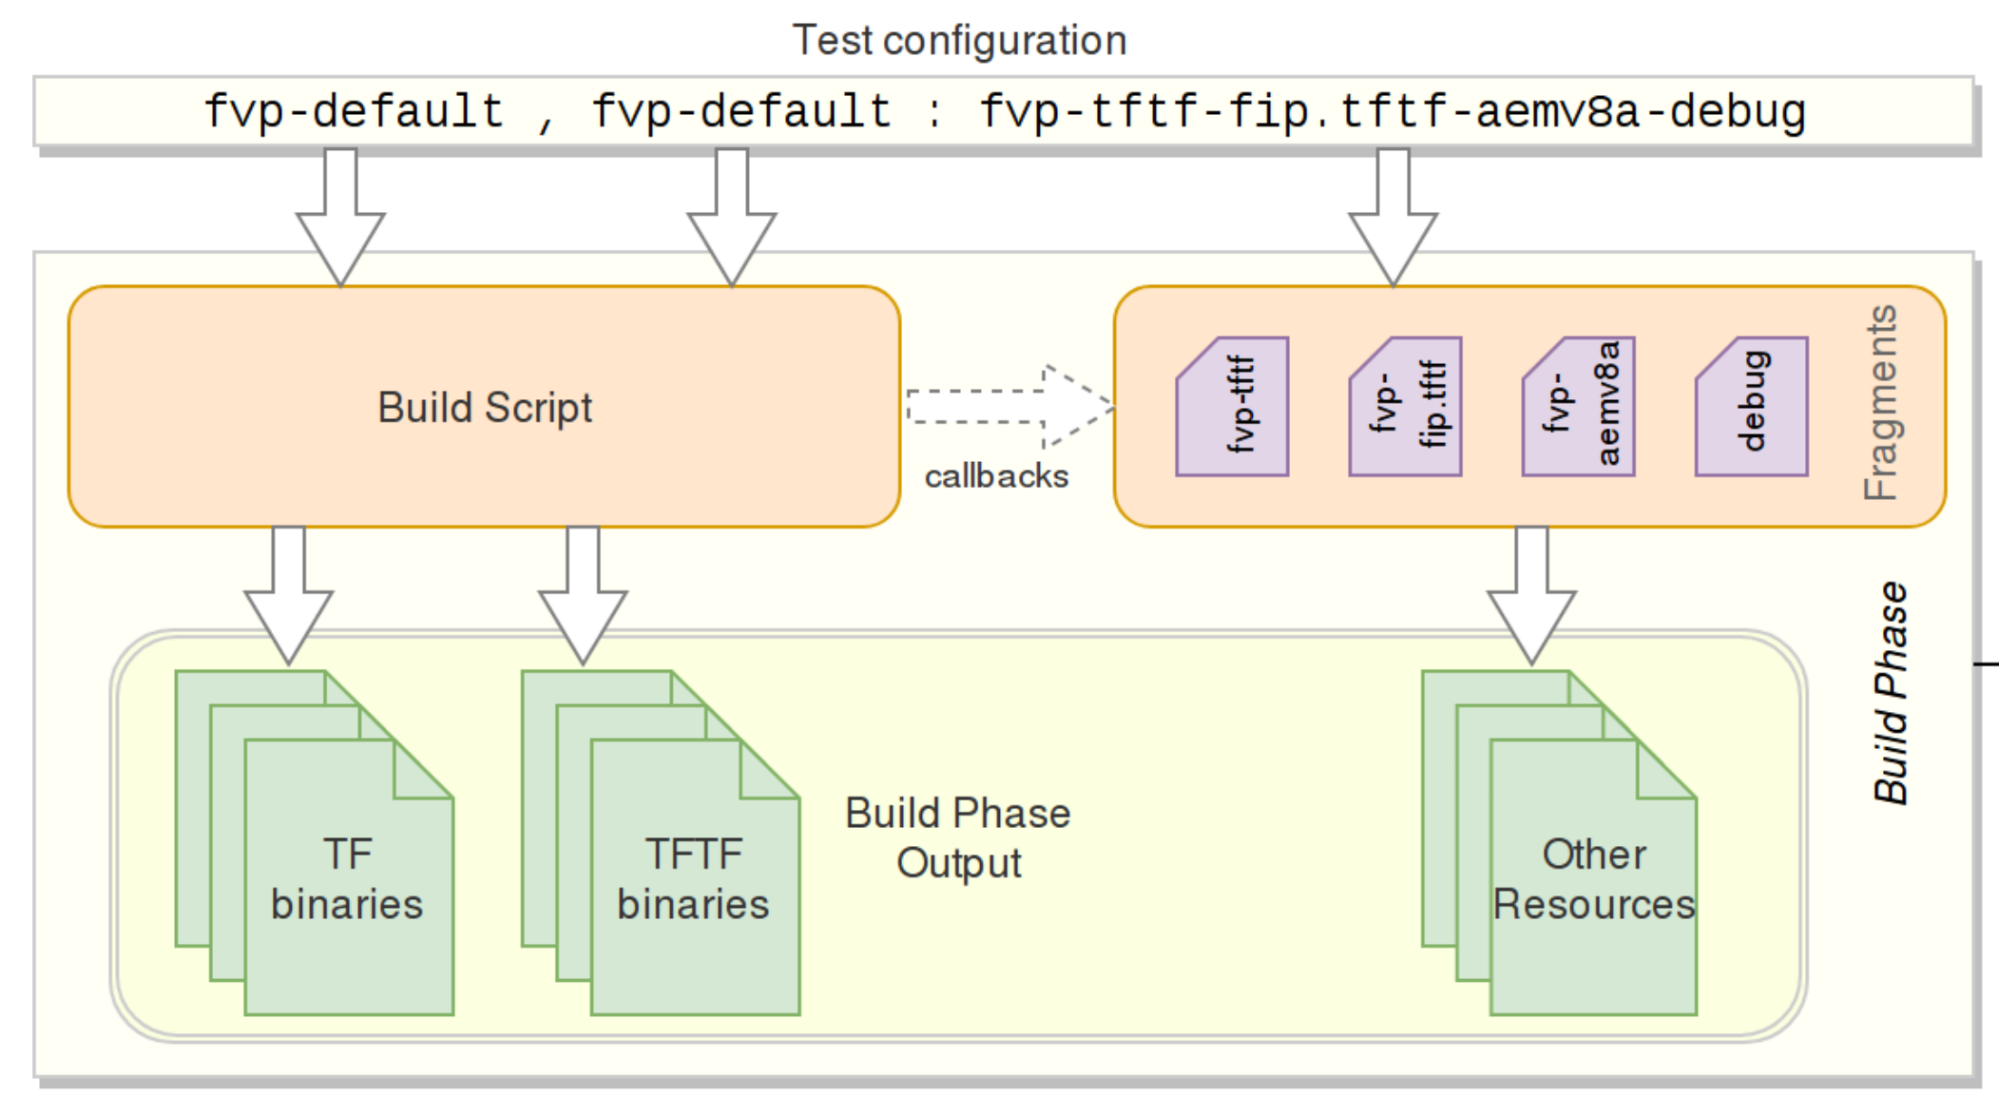 Test configuration
fvp-default , fvp-default : fvp-tftf-fip.tftf-aemv8a-debug
Build Script
callbacks
fvp-tftf
fvp-
fip.tftf
fvp-
aemv8a
debug
Fragments
Build Phase
TF
binaries
TFTF
binaries
Build Phase
Output
Other
Resources